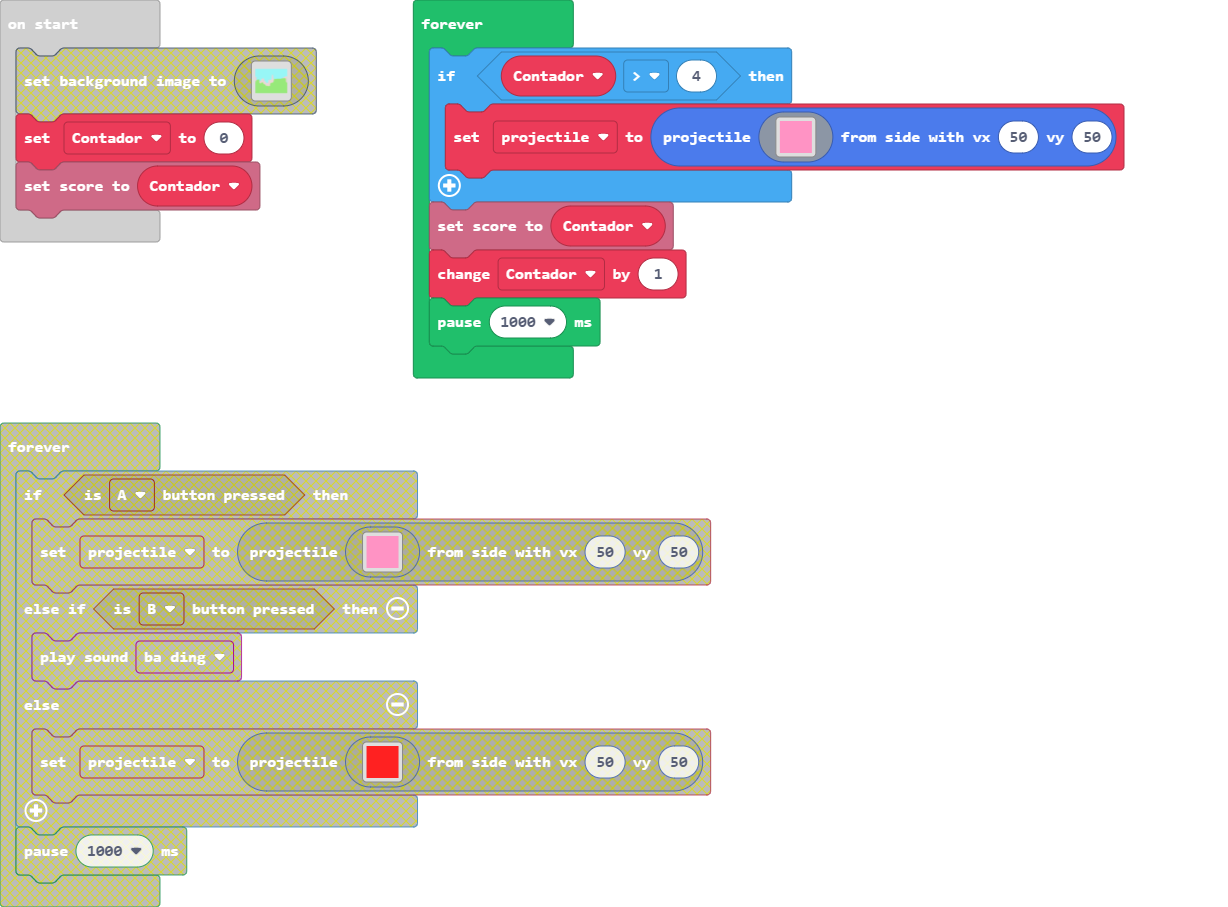 on start
set background image to
set Contador to 0
set score to Contador
forever
if Contador > 4 then
set projectile to projectile from side with vx 50 vy 50
set score to Contador
change Contador by 1
pause 1000 ms
forever
if is A button pressed then
set projectile to projectile from side with vx 50 vy 50
else if is B button pressed then
play sound ba ding
else
set projectile to projectile from side with vx 50 vy 50
pause 1000 ms